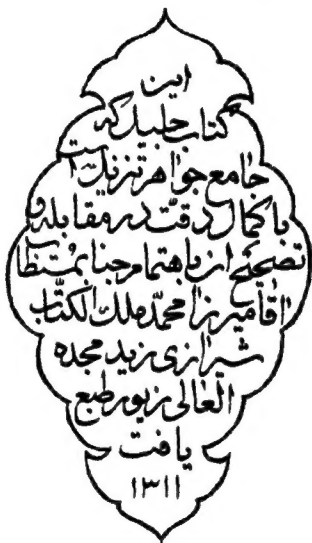 این
کتاب جلیل که
جامع جواهر تنزیل است
با کمال دقت در مقابله و
تصحیح از باهتمام جناب مستطاب
آقا میرزا محمد ملك الکتاب
شیرازی زید مجده
العالی زیور طبع
یافت
۱۳۱۱